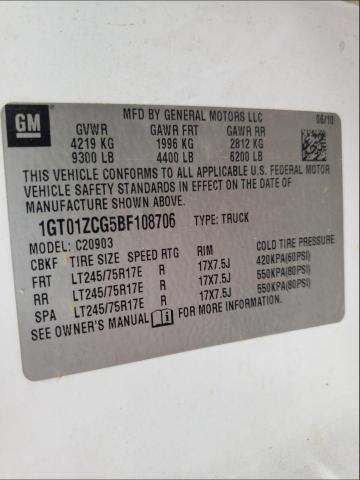 GM
MFD BY GENERAL MOTORS LLC 06/10
GVWR GAWR FRT GAWR RR
4219 KG 1996 KG 2812 KG
9300 LB 4400 LB 6200 LB
THIS VEHICLE CONFORMS TO ALL APPLICABLE U.S. FEDERAL MOTOR
VEHICLE SAFETY STANDARDS IN EFFECT ON THE DATE OF
MANUFACTURE SHOWN ABOVE.
1GT01ZCG5BF108706 TYPE: TRUCK
MODEL: C20903
CBKF TIRE SIZE SPEED RTG RIM COLD TIRE PRESSURE
FRT LT245/75R17E R 17X7.5J 420KPA(60PSI)
RR LT245/75R17E R 17X7.5J 550KPA(80PSI)
SPA LT245/75R17E R 17X7.5J 550KPA(80PSI)
SEE OWNER'S MANUAL FOR MORE INFORMATION.